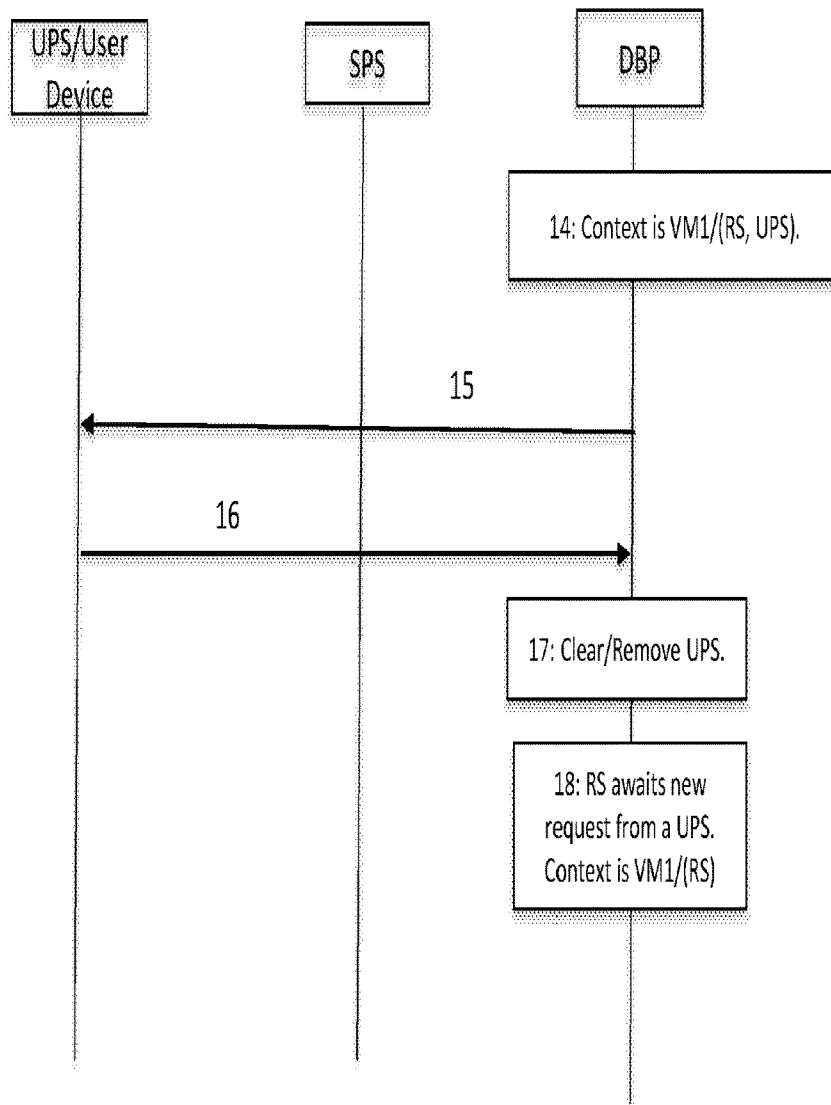 UPS/User
Device
SPS
DBP
14: Context is VM1/(RS, UPS).
15
16
17: Clear/Remove UPS.
18: RS awaits new
request from a UPS.
Context is VM1/(RS)